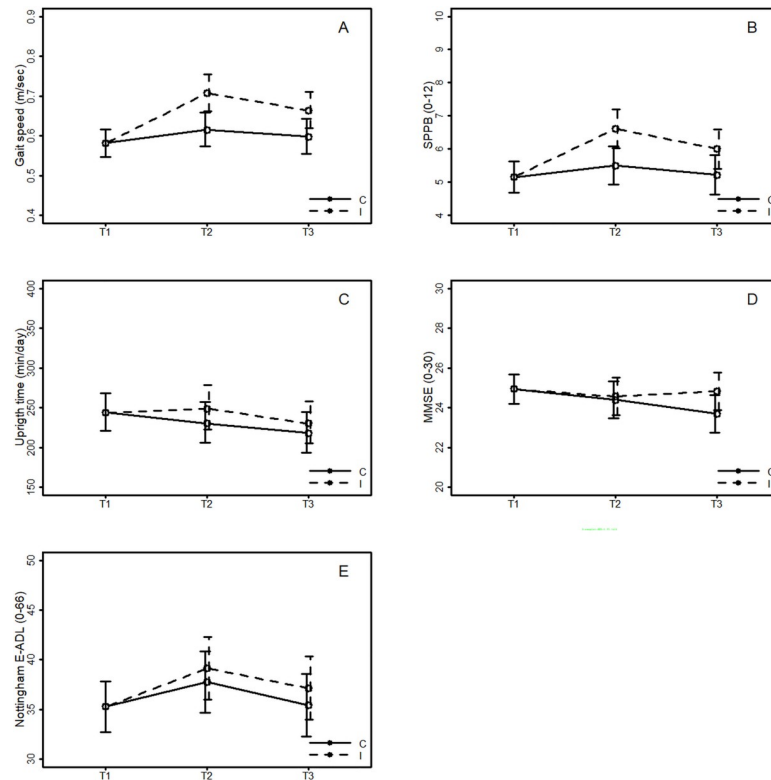 A
Gait speed (m/sec)
0.4 0.5 0.6 0.7 0.8 0.9
T1 T2 T3
C
I
B
SPPB (0-12)
4 5 6 7 8 9 10
T1 T2 T3
C
I
C
Uprigth time (min/day)
150 200 250 300 350 400
T1 T2 T3
C
I
D
MMSE (0-30)
20 22 24 26 28 30
T1 T2 T3
C
I
E
Nottingham E-ADL (0-66)
30 35 40 45 50
T1 T2 T3
C
I